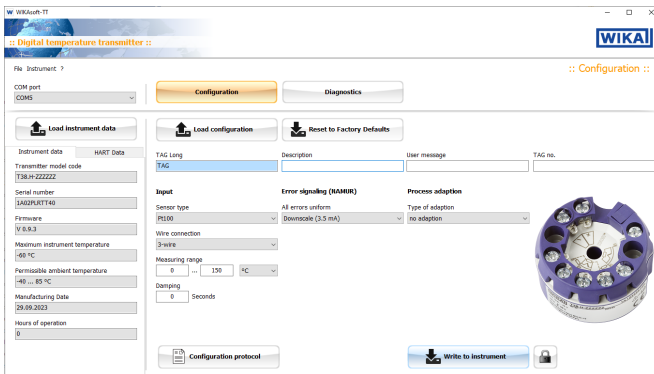 WIKAsoft-TT
:: Digital temperature transmitter ::
WIKAI
File Instrument ?
:: Configuration ::
COM port
COM5
Configuration
Diagnostics
Load instrument data
Load configuration
Reset to Factory Defaults
Instrument data
HART Data
TAG Long
Description
User message
TAG no.
TAG
Transmitter model code
T38.H-ZZZZZZ
Serial number
1A02PLRTT40
Firmware
V 0.9.3
Maximum instrument temperature
-60 °C
Permissible ambient temperature
-40 ... 85 °C
Manufacturing Date
29.09.2023
Hours of operation
0
Input
Error signaling (NAMUR)
Process adaption
Sensor type
All errors uniform
Type of adaption
Pt100
Downscale (3.5 mA)
no adaption
Wire connection
3-wire
Measuring range
0 ... 150 °C
Damping
0 Seconds
Configuration protocol
Write to instrument